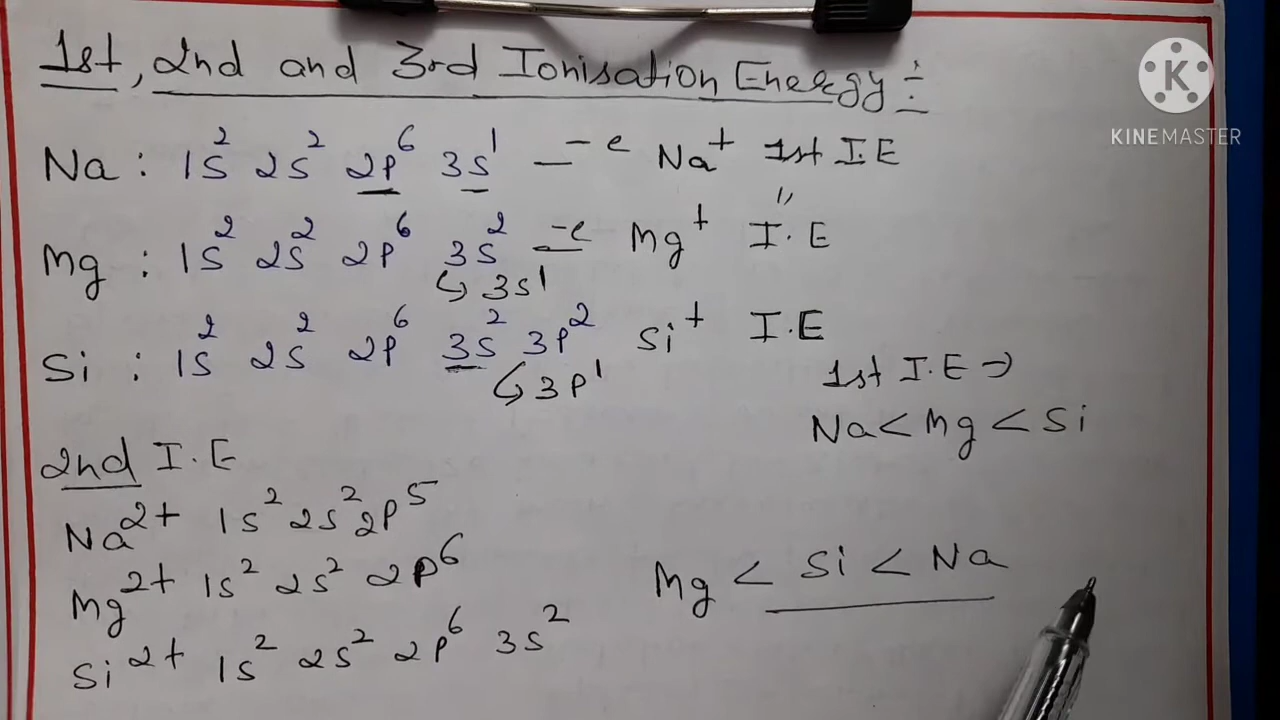 1st, 2nd and 3rd Ionisation Energy :-
KINEMASTER
Na : 1S² 2S² 2P⁶ 3S¹ —⁻ᵉ Na⁺ 1st I.E
Mg : 1S² 2S² 2P⁶ 3S² —⁻ᵉ Mg⁺ I.E "
↳ 3S¹
Si : 1S² 2S² 2P⁶ 3S² 3P² Si⁺ I.E
↳ 3P¹
1st I.E →
Na < Mg < Si
2nd I.E
Na²⁺ 1S² 2S² 2P⁵
Mg²⁺ 1S² 2S² 2P⁶
Si²⁺ 1S² 2S² 2P⁶ 3S²
Mg < Si < Na